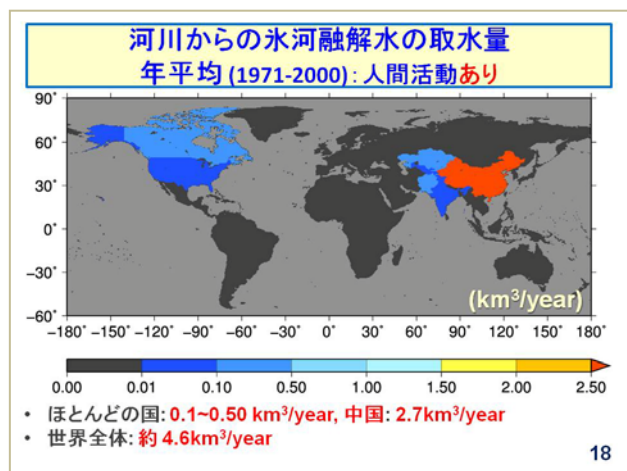 河川からの氷河融解水の取水量
年平均 (1971-2000): 人間活動あり
90˚
60˚
30˚
0˚
−30˚
−60˚
(km³/year)
−180˚ −150˚ −120˚ −90˚ −60˚ −30˚ 0˚ 30˚ 60˚ 90˚ 120˚ 150˚ 180˚
0.00 0.01 0.10 0.50 1.00 1.50 2.00 2.50
• ほとんどの国: 0.1~0.50 km³/year, 中国: 2.7km³/year
• 世界全体: 約 4.6km³/year
18